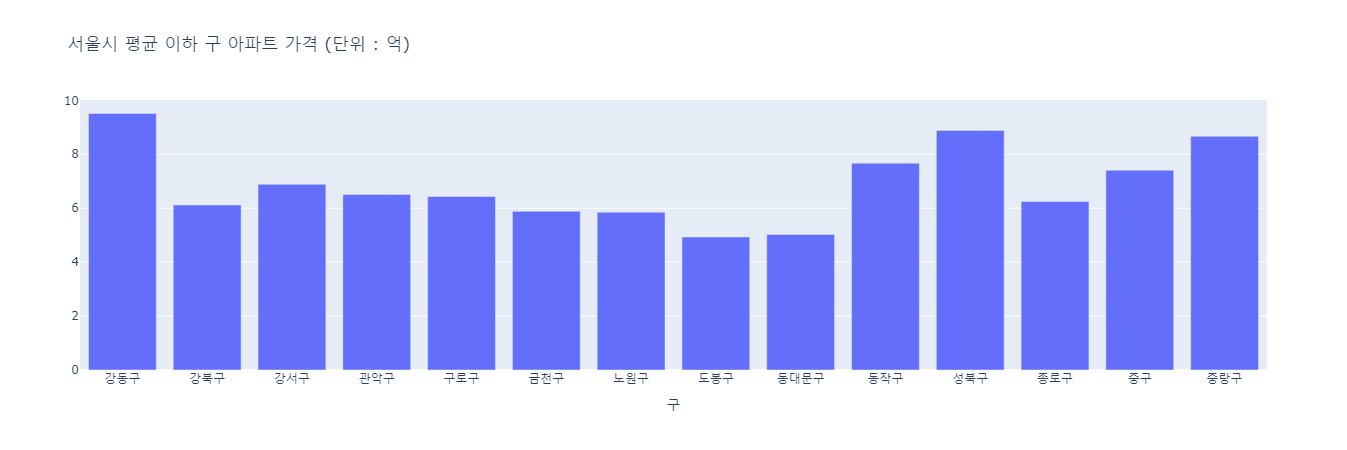 서울시 평균 이하 구 아파트 가격 (단위 : 억)
10
8
6
4
2
0
강동구 강북구 강서구 관악구 구로구 금천구 노원구 도봉구 동대문구 동작구 성북구 종로구 중구 중랑구
구